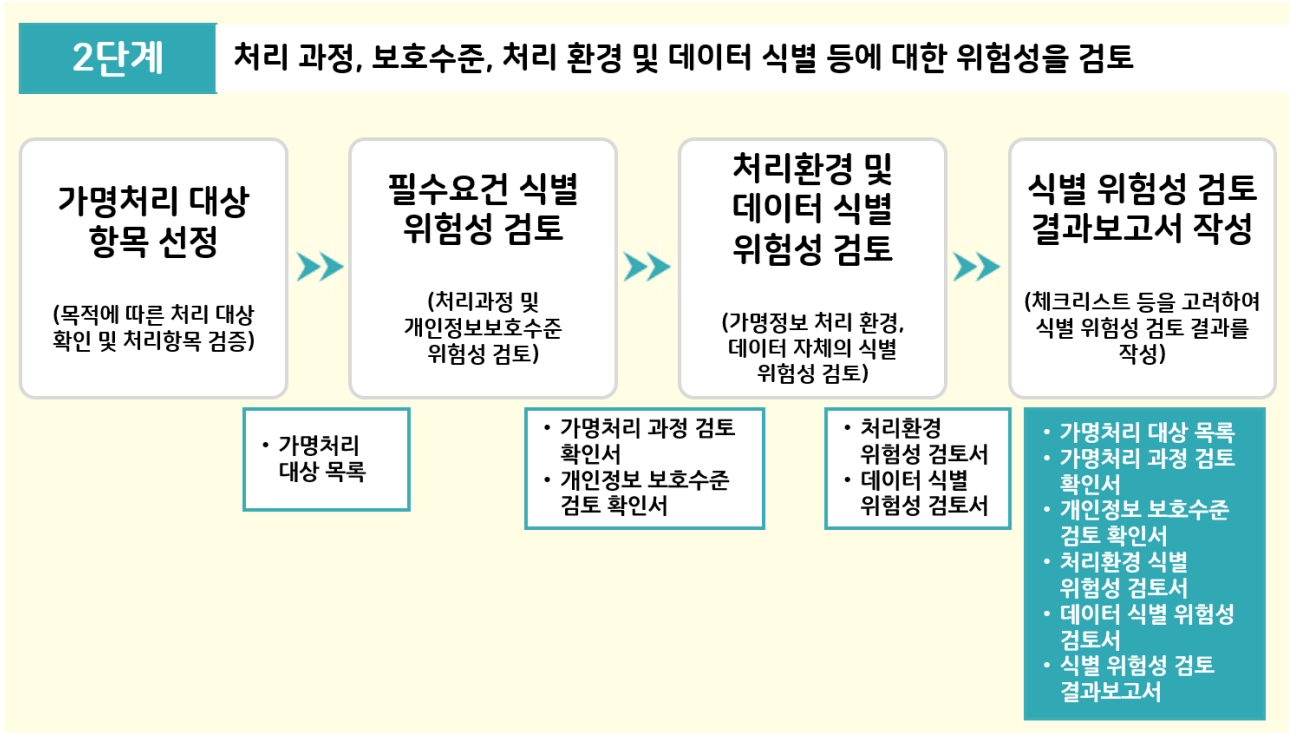 2단계
처리 과정, 보호수준, 처리 환경 및 데이터 식별 등에 대한 위험성을 검토
가명처리 대상
항목 선정
(목적에 따른 처리 대상
확인 및 처리항목 검증)
• 가명처리
대상 목록
필수요건 식별
위험성 검토
(처리과정 및
개인정보보호수준
위험성 검토)
• 가명처리 과정 검토
확인서
• 개인정보 보호수준
검토 확인서
처리환경 및
데이터 식별
위험성 검토
(가명정보 처리 환경,
데이터 자체의 식별
위험성 검토)
• 처리환경
위험성 검토서
• 데이터 식별
위험성 검토서
식별 위험성 검토
결과보고서 작성
(체크리스트 등을 고려하여
식별 위험성 검토 결과를
작성)
• 가명처리 대상 목록
• 가명처리 과정 검토
확인서
• 개인정보 보호수준
검토 확인서
• 처리환경 식별
위험성 검토서
• 데이터 식별 위험성
검토서
• 식별 위험성 검토
결과보고서